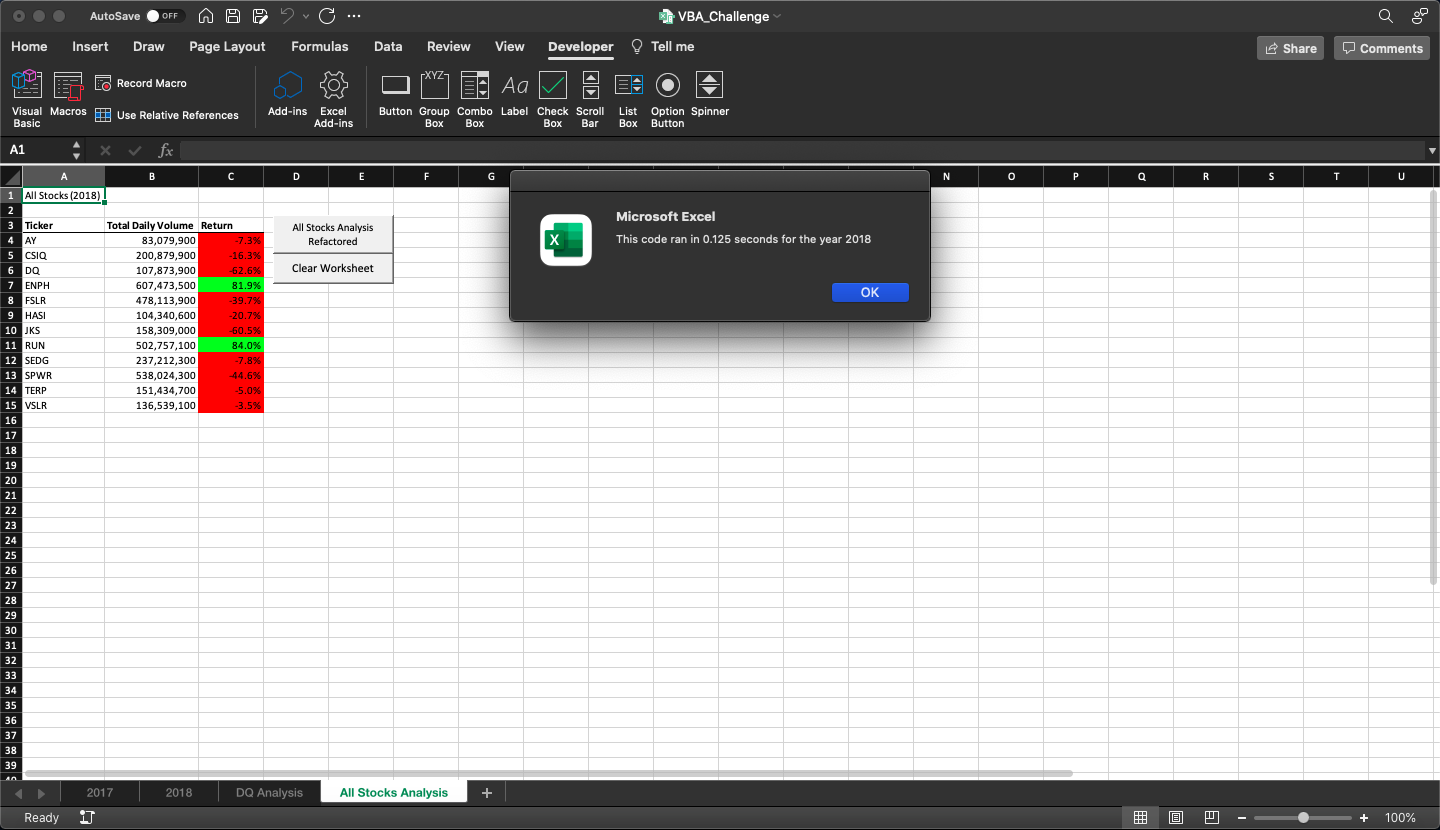 AutoSave OFF VBA_Challenge
Home Insert Draw Page Layout Formulas Data Review View Developer Tell me Share Comments
Visual Basic
Macros
Record Macro
Use Relative References
Add-ins
Excel Add-ins
Button
XYZ
Group Box
Combo Box
Aa
Label
Check Box
Scroll Bar
List Box
Option Button
Spinner
A1 fx
A B C D E F G N O P Q R S T U
1 All Stocks (2018)
2
3 Ticker Total Daily Volume Return
4 AY 83,079,900 -7.3%
5 CSIQ 200,879,900 -16.3%
6 DQ 107,873,900 -62.6%
7 ENPH 607,473,500 81.9%
8 FSLR 478,113,900 -39.7%
9 HASI 104,340,600 -20.7%
10 JKS 158,309,000 -60.5%
11 RUN 502,757,100 84.0%
12 SEDG 237,212,300 -7.8%
13 SPWR 538,024,300 -44.6%
14 TERP 151,434,700 -5.0%
15 VSLR 136,539,100 -3.5%
All Stocks Analysis
Refactored
Clear Worksheet
X
Microsoft Excel
This code ran in 0.125 seconds for the year 2018
OK
16
17
18
19
20
21
22
23
24
25
26
27
28
29
30
31
32
33
34
35
36
37
38
39
40
2017 2018 DQ Analysis All Stocks Analysis +
Ready 100%